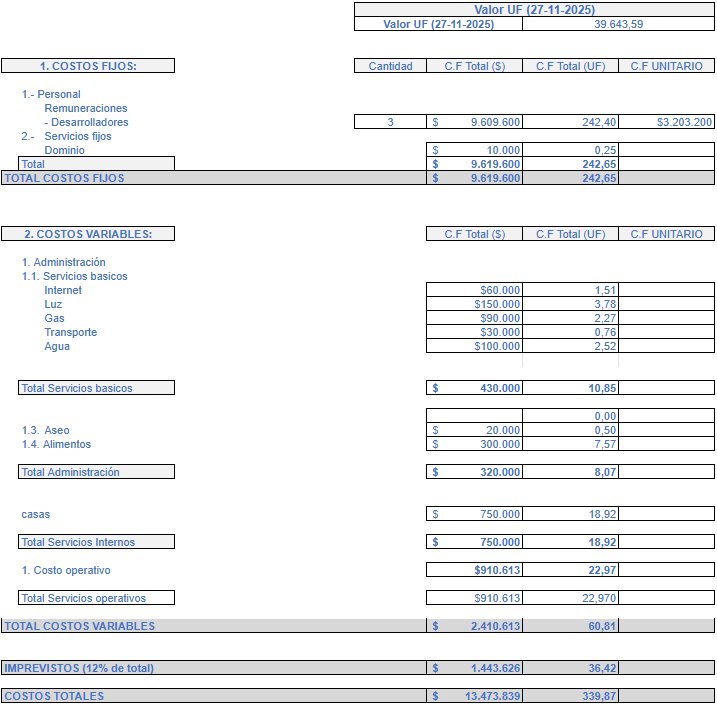 Valor UF (27-11-2025)
Valor UF (27-11-2025) 39.643,59
1. COSTOS FIJOS: Cantidad C.F Total ($) C.F Total (UF) C.F UNITARIO
1.- Personal
Remuneraciones
- Desarrolladores 3 $ 9.609.600 242,40 $3.203.200
2.- Servicios fijos
Dominio $ 10.000 0,25
Total $ 9.619.600 242,65
TOTAL COSTOS FIJOS $ 9.619.600 242,65
2. COSTOS VARIABLES: C.F Total ($) C.F Total (UF) C.F UNITARIO
1. Administración
1.1. Servicios basicos
Internet $60.000 1,51
Luz $150.000 3,78
Gas $90.000 2,27
Transporte $30.000 0,76
Agua $100.000 2,52
Total Servicios basicos $ 430.000 10,85
0,00
1.3. Aseo $ 20.000 0,50
1.4. Alimentos $ 300.000 7,57
Total Administración $ 320.000 8,07
casas $ 750.000 18,92
Total Servicios Internos $ 750.000 18,92
1. Costo operativo $910.613 22,97
Total Servicios operativos $910.613 22,970
TOTAL COSTOS VARIABLES $ 2.410.613 60,81
IMPREVISTOS (12% de total) $ 1.443.626 36,42
COSTOS TOTALES $ 13.473.839 339,87